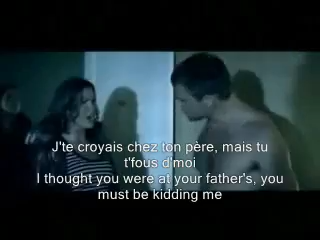 J'te croyais chez ton père, mais tu
t'fous d'moi
I thought you were at your father's, you
must be kidding me